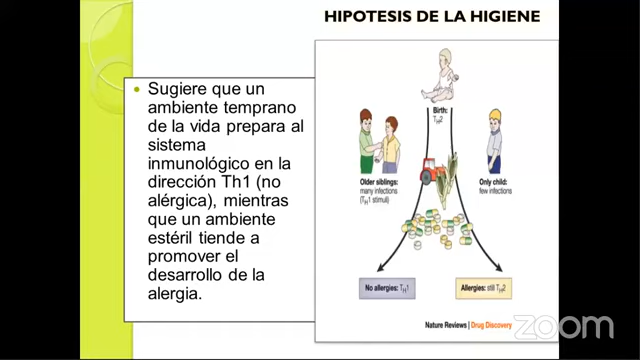 HIPOTESIS DE LA HIGIENE
Sugiere que un
ambiente temprano
de la vida prepara al
sistema
inmunológico en la
dirección Th1 (no
alérgica), mientras
que un ambiente
estéril tiende a
promover el
desarrollo de la
alergia.
Birth:
TH2
Older siblings:
many infections
(TH1 stimuli)
Only child:
few infections
No allergies: TH1
Allergies: still TH2
Nature Reviews | Drug Discovery
zoom